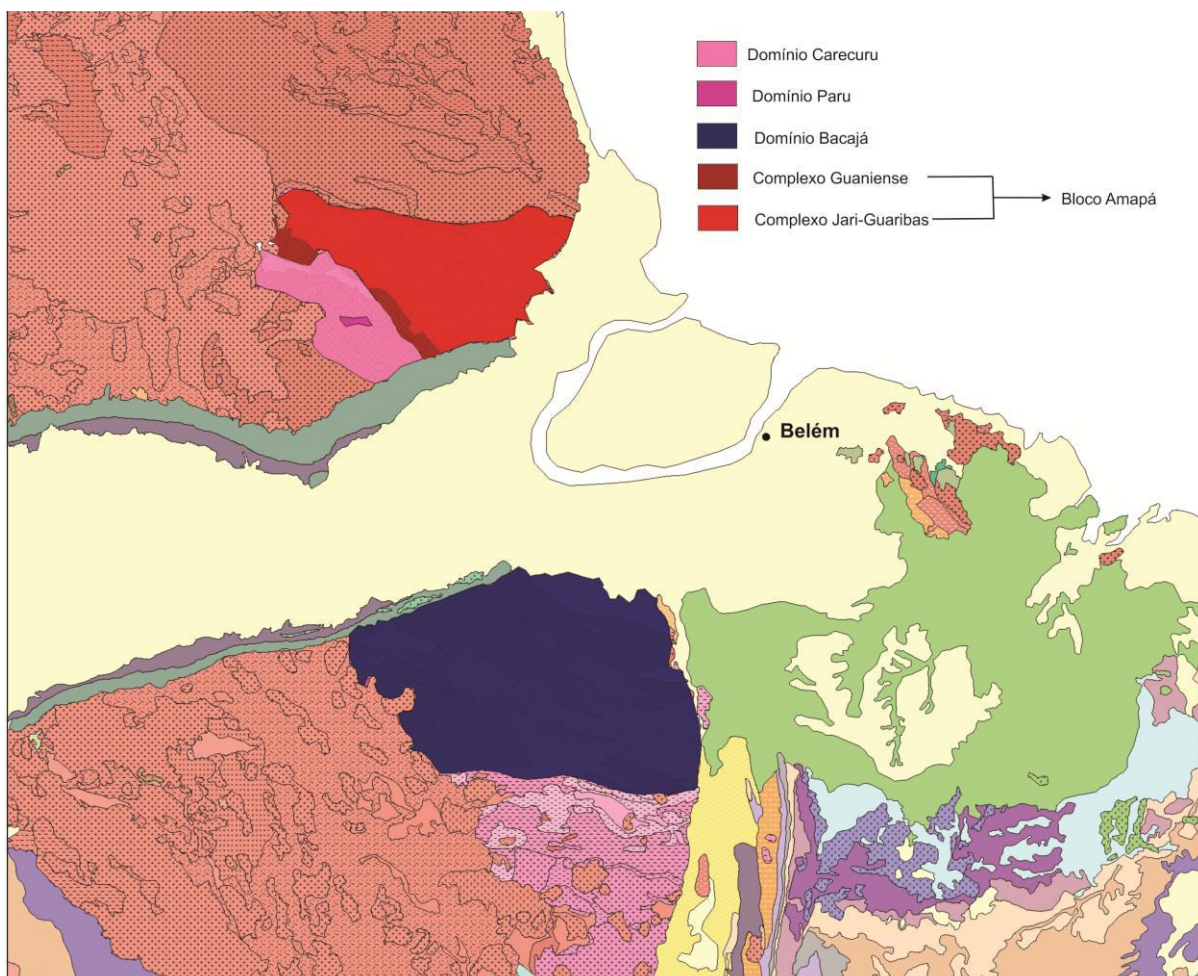 Domínio Carecuru
Domínio Paru
Domínio Bacajá
Complexo Guaniense
Bloco Amapá
Complexo Jari-Guaribas
Belém